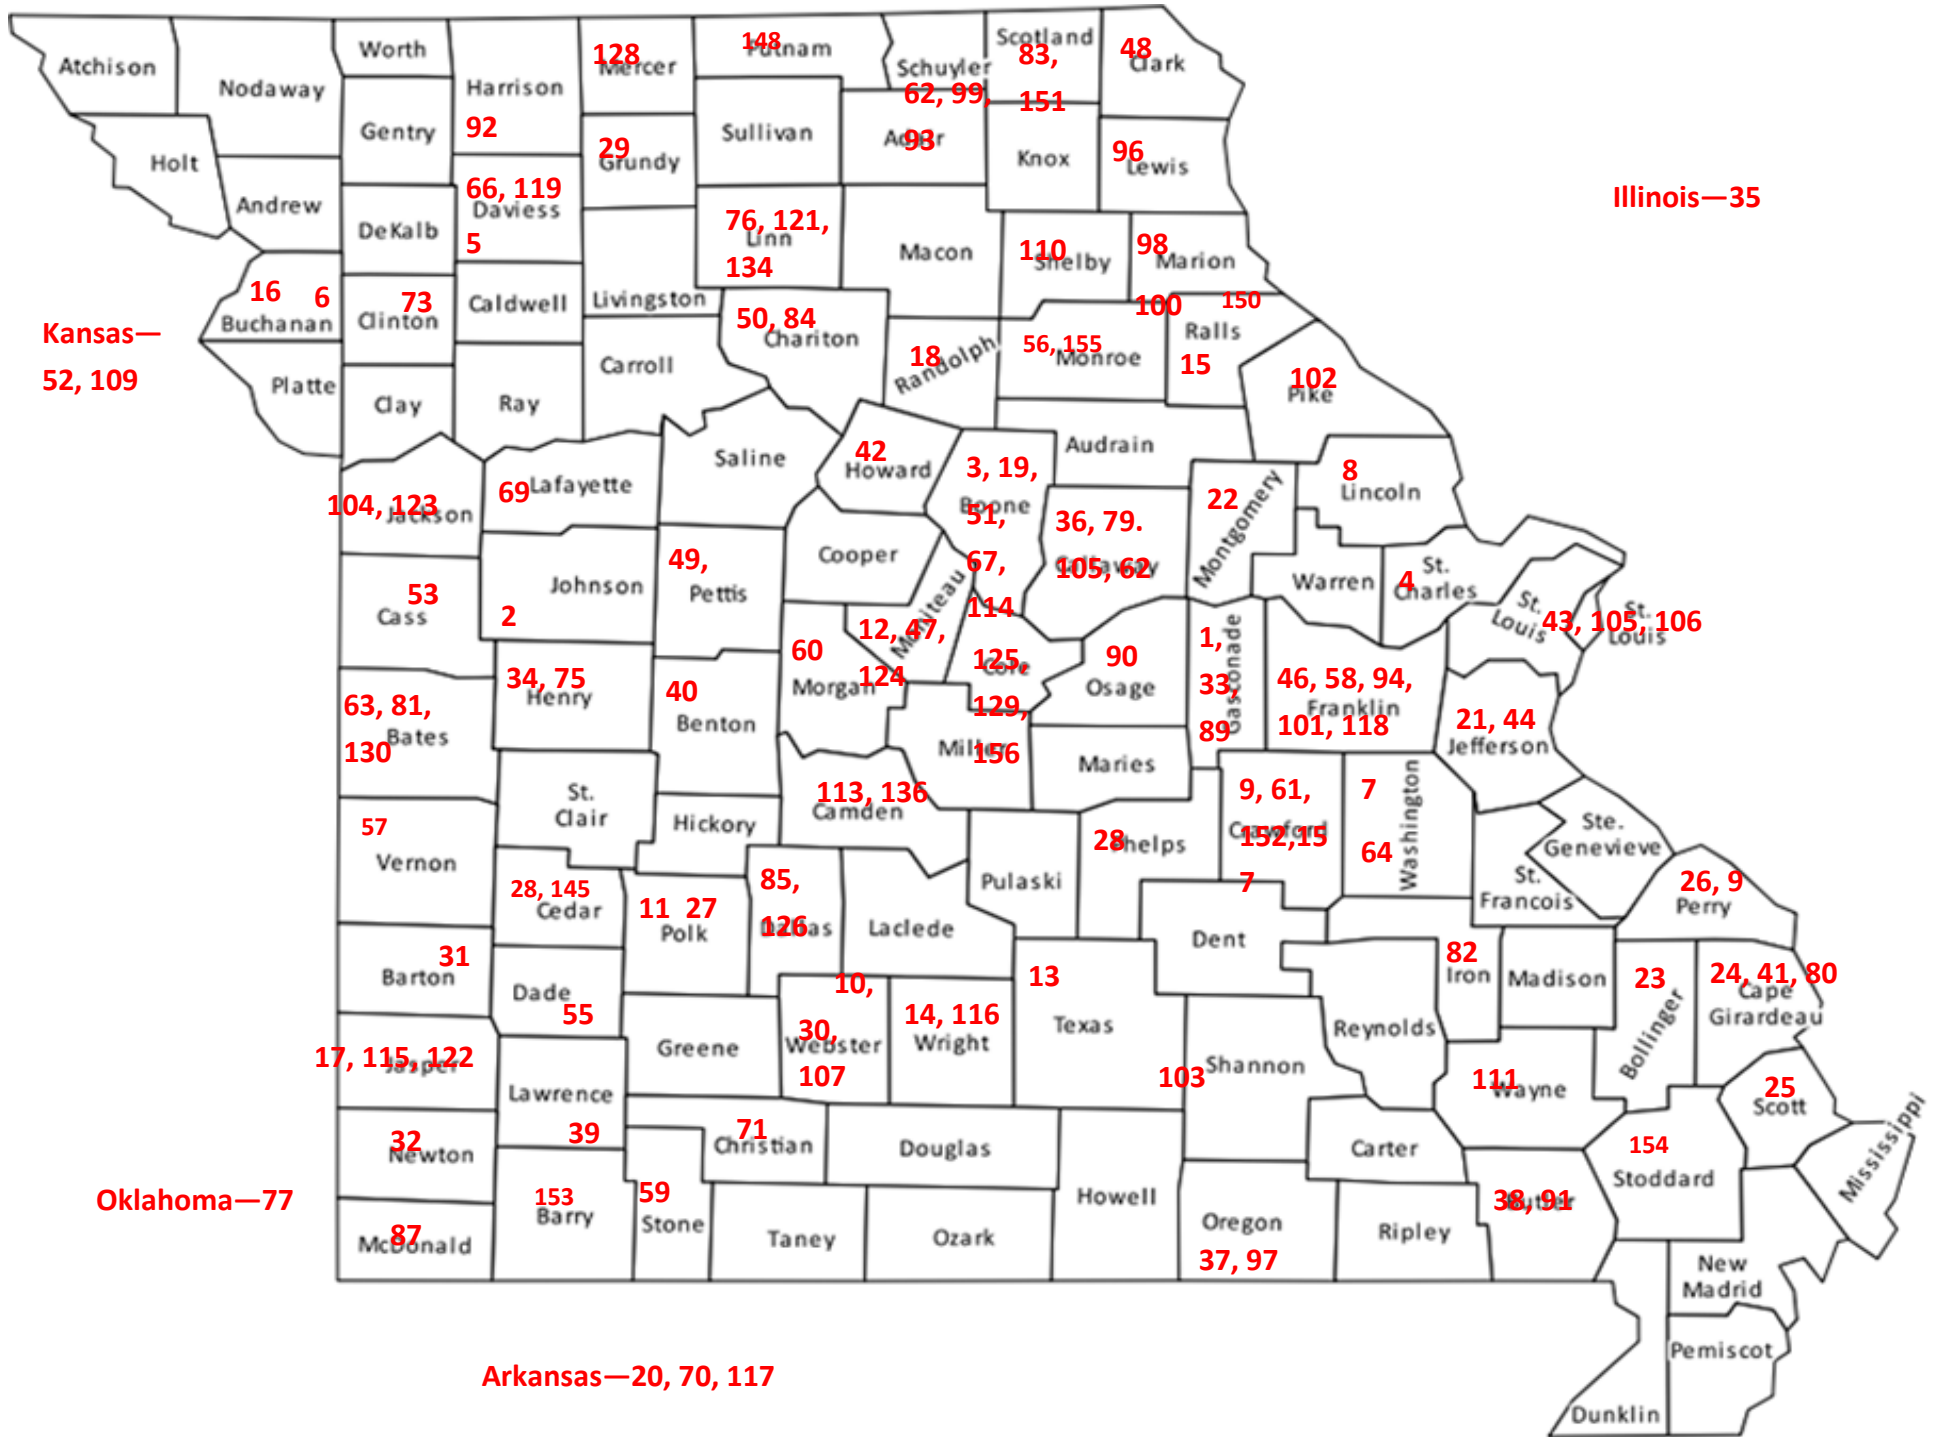 Atchison
Nodaway
Worth
Harrison
92
128
Mercer
148
Putnam
Schuyler
62, 99,
93
Adair
Scotland
83,
151
48
Clark
Holt
Gentry
Andrew
DeKalb
66, 119
Daviess
5
29
Grundy
Sullivan
Knox
96
Lewis
Illinois—35
76, 121,
Linn
134
Macon
110
Shelby
98
Marion
100
16 6
Buchanan
73
Clinton
Caldwell
Livingston
50, 84
Chariton
18
Randolph
56, 155
Monroe
150
Ralls
15
102
Pike
Kansas—
52, 109
Platte
Clay
Ray
Carroll
Saline
42
Howard
3, 19,
Boone
51,
67,
114
Audrain
36, 79.
Callaway
105, 62
22
Montgomery
8
Lincoln
104, 123
Jackson
69
Lafayette
Cooper
Warren
St.
Charles
4
St.
Louis
43, 105, 106
St.
Louis
53
Cass
Johnson
2
49,
Pettis
60
Morgan
12, 47,
Moniteau
124
125,
Cole
129,
156
90
Osage
1,
33,
89
Gasconade
46, 58, 94,
Franklin
101, 118
21, 44
Jefferson
63, 81,
Bates
130
34, 75
Henry
40
Benton
Miller
Maries
St.
Clair
Hickory
113, 136
Camden
Pulaski
28
Phelps
9, 61,
Crawford
152,15
7
7
64
Washington
St.
Francois
Ste.
Genevieve
26, 9
Perry
57
Vernon
28, 145
Cedar
11 27
Polk
85,
126
Dallas
Laclede
Dent
82
Iron
Madison
23
Bollinger
24, 41, 80
Cape
Girardeau
31
Barton
Dade
55
Greene
10,
30,
Webster
107
14, 116
Wright
13
Texas
103
Shannon
Reynolds
111
Wayne
25
Scott
Mississippi
17, 115, 122
Jasper
Lawrence
39
71
Christian
Douglas
Howell
Carter
154
Stoddard
32
Newton
Oklahoma—77
87
McDonald
153
Barry
59
Stone
Taney
Ozark
Oregon
37, 97
Ripley
38, 91
Butler
New
Madrid
Pemiscot
Dunklin
Arkansas—20, 70, 117